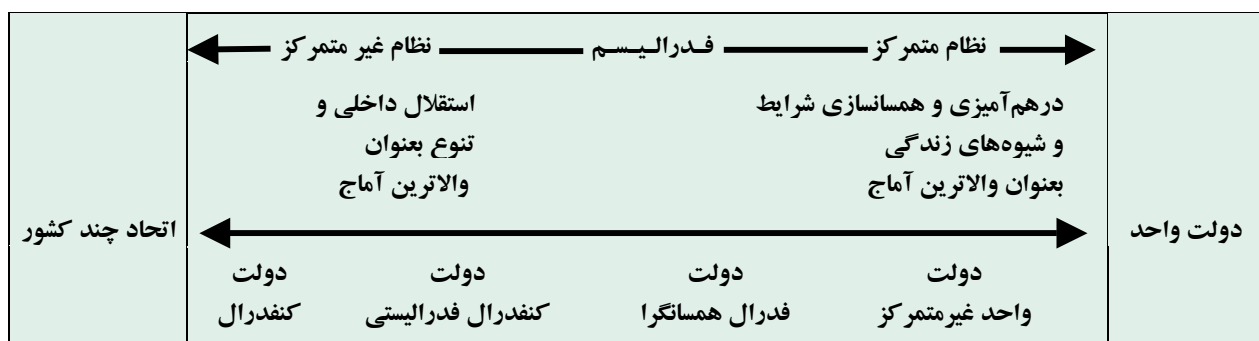 نظام متمرکز فـدرالـیـسم نظام غیر متمرکز
درهم‌آمیزی و همسانسازی شرایط
و شیوه‌های زندگی
بعنوان والاترین آماج
استقلال داخلی و
تنوع بعنوان
والاترین آماج
دولت واحد
اتحاد چند کشور
دولت
واحد غیرمتمرکز
دولت
فدرال همسانگرا
دولت
کنفدرال فدرالیستی
دولت
کنفدرال